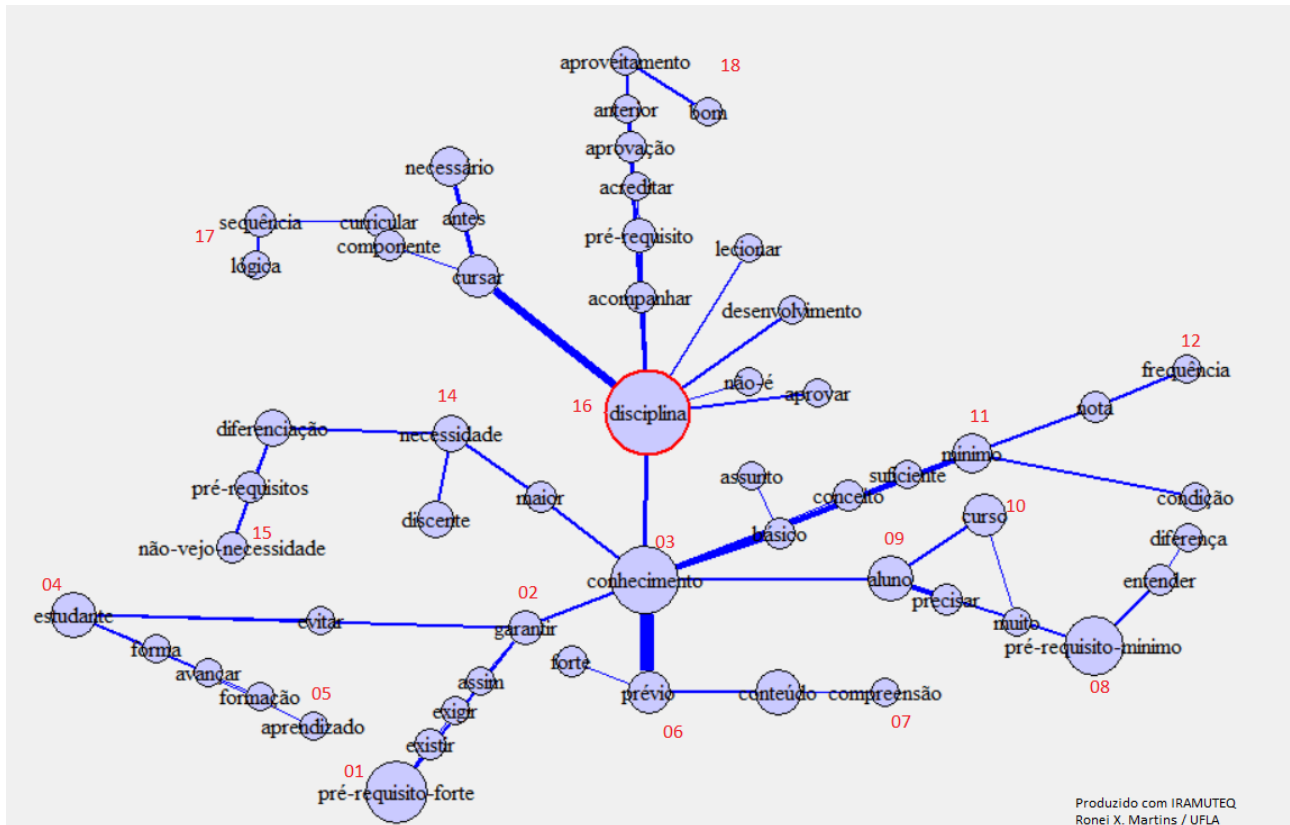 aproveitamento
18
anterior
bom
aprovação
necessário
acreditar
sequência
curricular
antes
17
componente
pré-requisito
lecionar
lógica
cursar
acompanhar
desenvolvimento
12
frequência
não-é
aprovar
16
disciplina
nota
14
11
diferenciação
necessidade
mínimo
suficiente
assunto
conceito
condição
pré-requisitos
maior
discente
básico
curso
10
15
não-vejo-necessidade
diferença
03
09
conhecimento
aluno
entender
04
02
precisar
estudante
evitar
garantir
muito
pré-requisito-mínimo
forma
forte
08
avançar
assim
prévio
conteúdo
compreensão
formação
05
exigir
06
07
aprendizado
existir
01
pré-requisito-forte
Produzido com IRAMUTEQ
Ronei X. Martins / UFLA